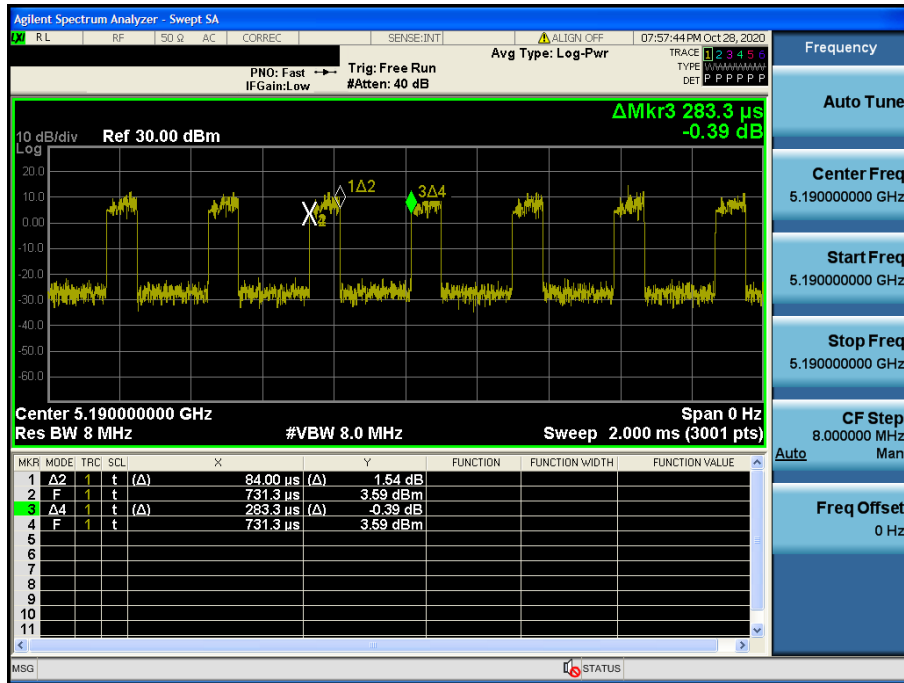 Agilent Spectrum Analyzer - Swept SA
LXI RL RF 50 Ω AC CORREC SENSE:INT ALIGN OFF 07:57:44 PM Oct 28, 2020
Avg Type: Log-Pwr TRACE 1 2 3 4 5 6
PNO: Fast Trig: Free Run TYPE WWWWWW
IFGain:Low #Atten: 40 dB DET P P P P P P
ΔMkr3 283.3 µs
-0.39 dB
10 dB/div Ref 30.00 dBm
Log
20.0
10.0
0.00
-10.0
-20.0
-30.0
-40.0
-50.0
-60.0
1Δ2
3Δ4
X2
Center 5.190000000 GHz Span 0 Hz
Res BW 8 MHz #VBW 8.0 MHz Sweep 2.000 ms (3001 pts)
MKR MODE TRC SCL X Y FUNCTION FUNCTION WIDTH FUNCTION VALUE
1 Δ2 1 t (Δ) 84.00 µs (Δ) 1.54 dB
2 F 1 t 731.3 µs 3.59 dBm
3 Δ4 1 t (Δ) 283.3 µs (Δ) -0.39 dB
4 F 1 t 731.3 µs 3.59 dBm
5
6
7
8
9
10
11
MSG STATUS
Frequency
Auto Tune
Center Freq
5.190000000 GHz
Start Freq
5.190000000 GHz
Stop Freq
5.190000000 GHz
CF Step
8.000000 MHz
Auto Man
Freq Offset
0 Hz